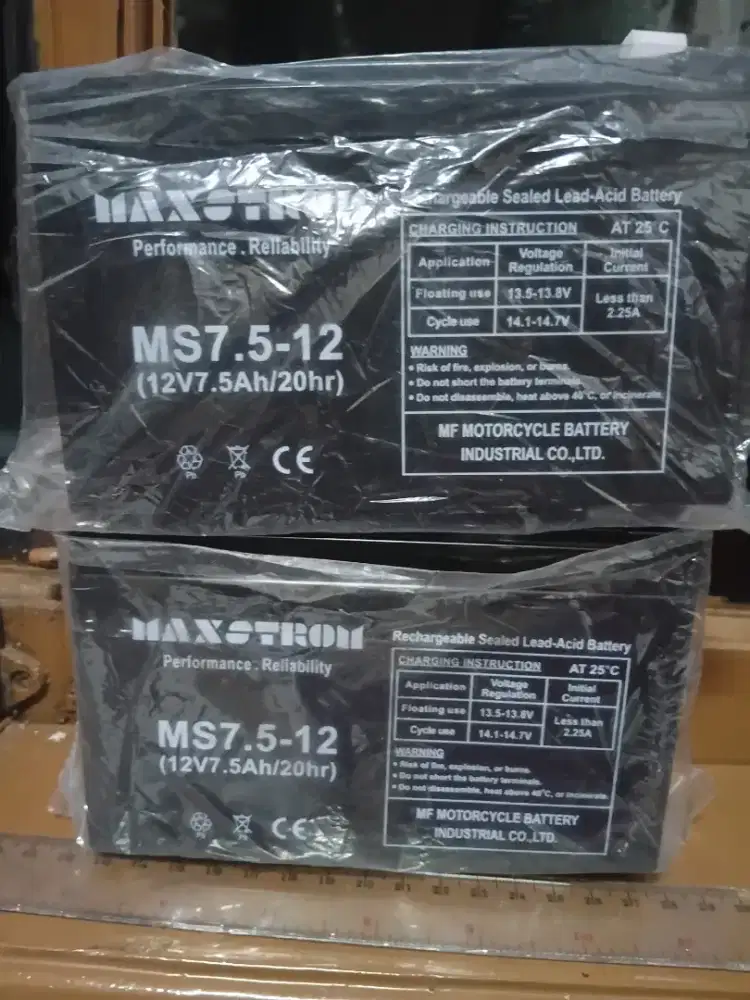 MAXSTROM
Performance . Reliability
MS7.5-12
(12V7.5Ah/20hr)
Pb Pb CE
Rechargeable Sealed Lead-Acid Battery
CHARGING INSTRUCTION AT 25°C
Application Voltage Regulation Initial Current
Floating use 13.5-13.8V Less than 2.25A
Cycle use 14.1-14.7V
WARNING
• Risk of fire, explosion, or burns.
• Do not short the battery terminals.
• Do not disassemble, heat above 40°C, or incinerate.
MF MOTORCYCLE BATTERY
INDUSTRIAL CO.,LTD.
MAXSTROM
Performance . Reliability
MS7.5-12
(12V7.5Ah/20hr)
CE
Rechargeable Sealed Lead-Acid Battery
CHARGING INSTRUCTION AT 25°C
Application Voltage Regulation Initial Current
Floating use 13.5-13.8V Less than 2.25A
Cycle use 14.1-14.7V
WARNING
• Risk of fire, explosion, or burns.
• Do not short the battery terminals.
• Do not disassemble, heat above 40°C, or incinerate.
MF MOTORCYCLE BATTERY
INDUSTRIAL CO.,LTD.